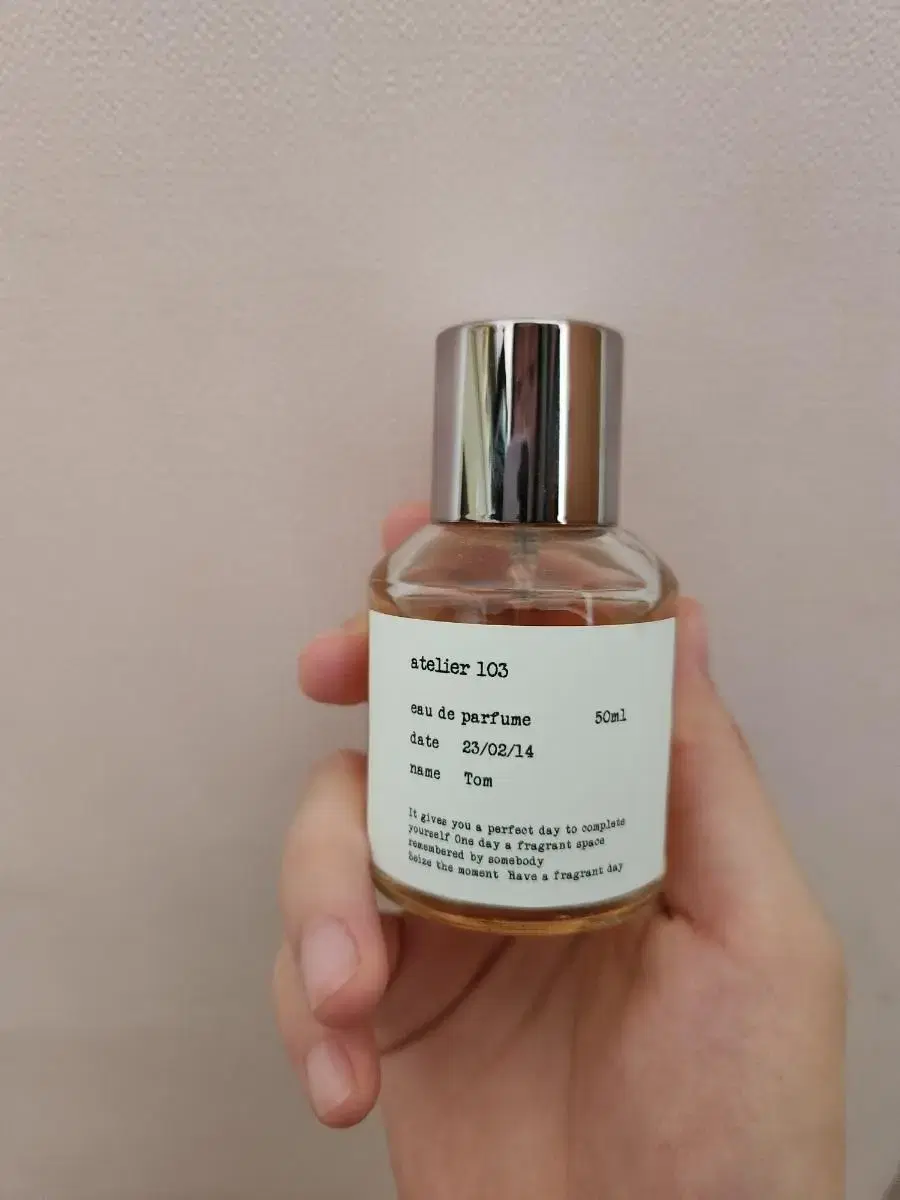 atelier 103
eau de parfume 50ml
date 23/02/14
name Tom
It gives you a perfect day to complete
yourself One day a fragrant space
remembered by somebody
Seize the moment Have a fragrant day